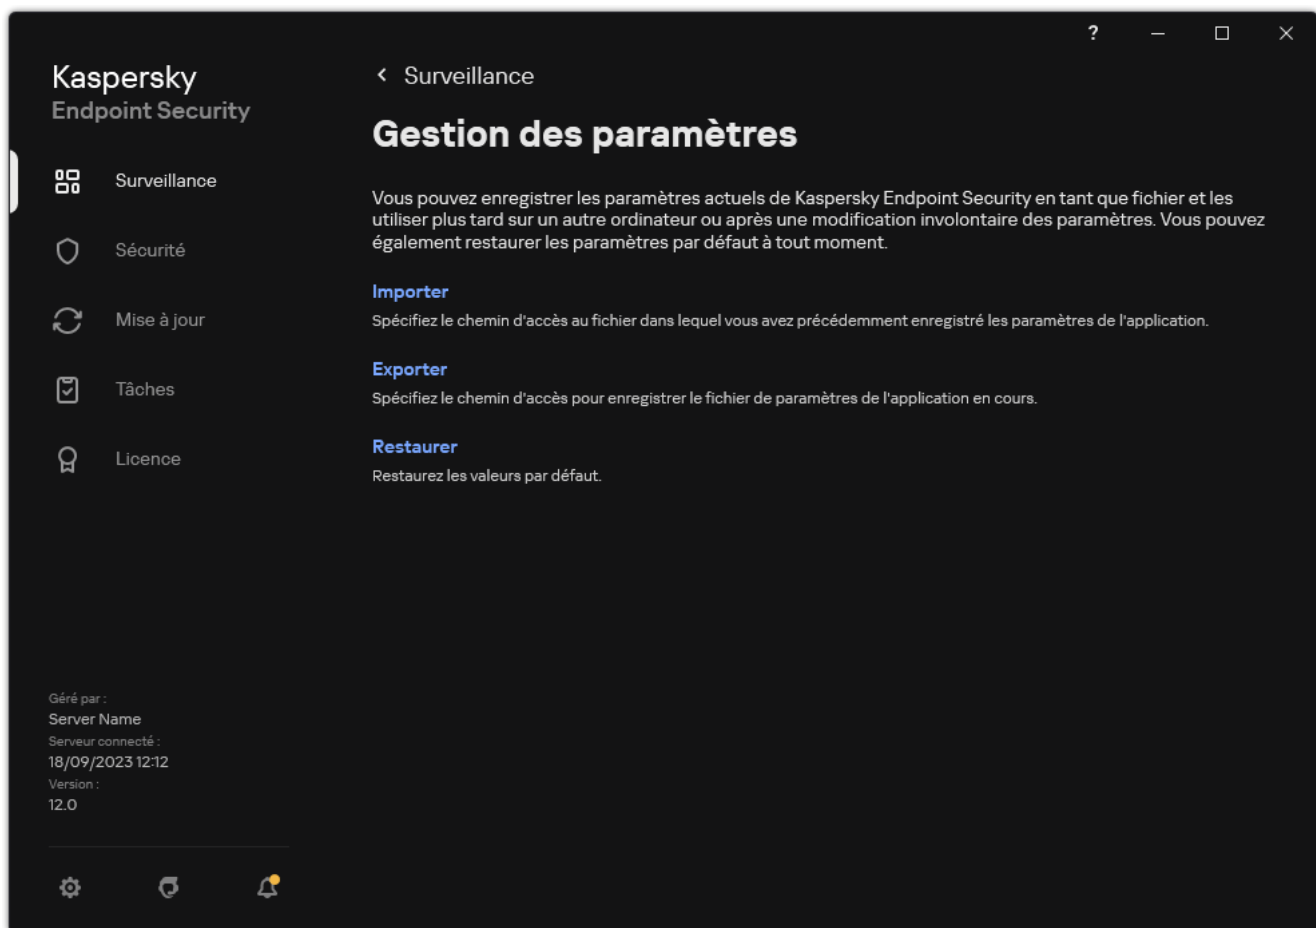 ?
Kaspersky
Endpoint Security
Surveillance
Sécurité
Mise à jour
Tâches
Licence
Géré par :
Server Name
Serveur connecté :
18/09/2023 12:12
Version :
12.0
Surveillance
Gestion des paramètres
Vous pouvez enregistrer les paramètres actuels de Kaspersky Endpoint Security en tant que fichier et les
utiliser plus tard sur un autre ordinateur ou après une modification involontaire des paramètres. Vous pouvez
également restaurer les paramètres par défaut à tout moment.
Importer
Spécifiez le chemin d'accès au fichier dans lequel vous avez précédemment enregistré les paramètres de l'application.
Exporter
Spécifiez le chemin d'accès pour enregistrer le fichier de paramètres de l'application en cours.
Restaurer
Restaurez les valeurs par défaut.